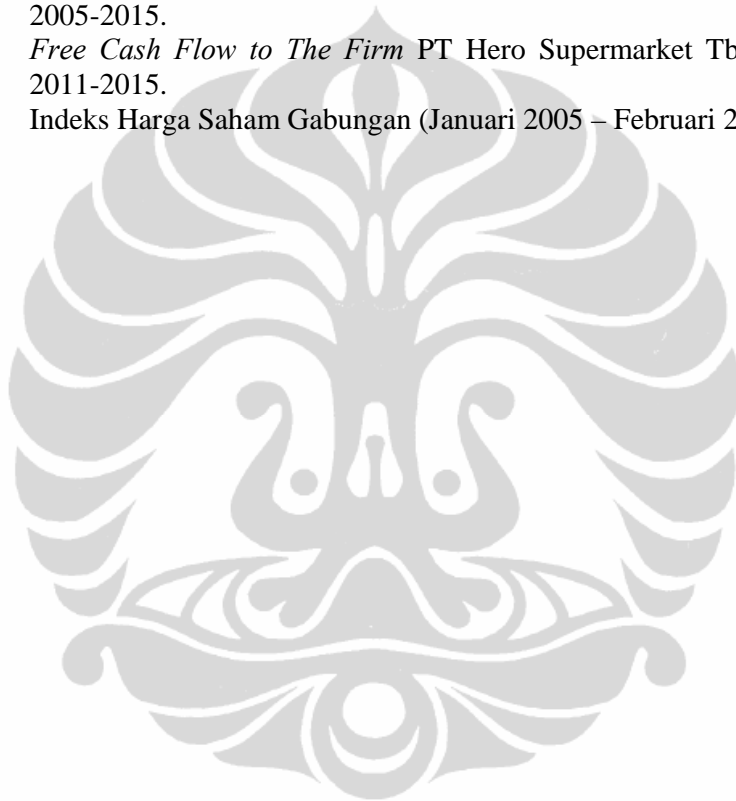 2005-2015.
Free Cash Flow to The Firm PT Hero Supermarket Tb
2011-2015.
Indeks Harga Saham Gabungan (Januari 2005 – Februari 2